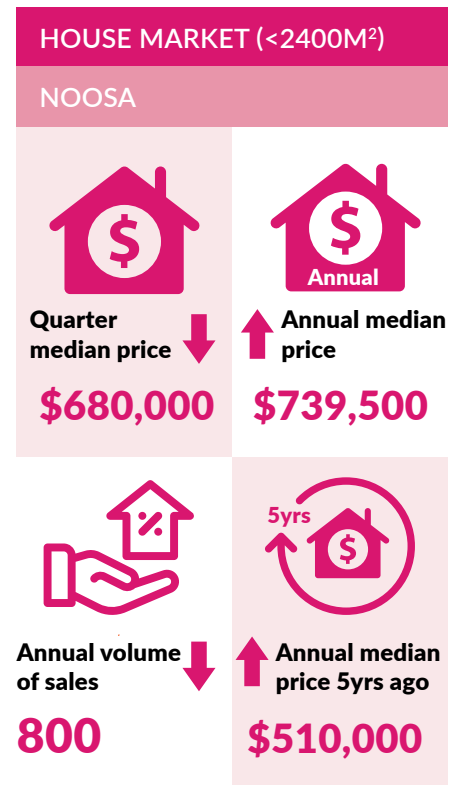 HOUSE MARKET (<2400M²)
NOOSA
$
$
Annual
Quarter
median price
$680,000
Annual median
price
$739,500
%
5yrs
$
Annual volume
of sales
800
Annual median
price 5yrs ago
$510,000